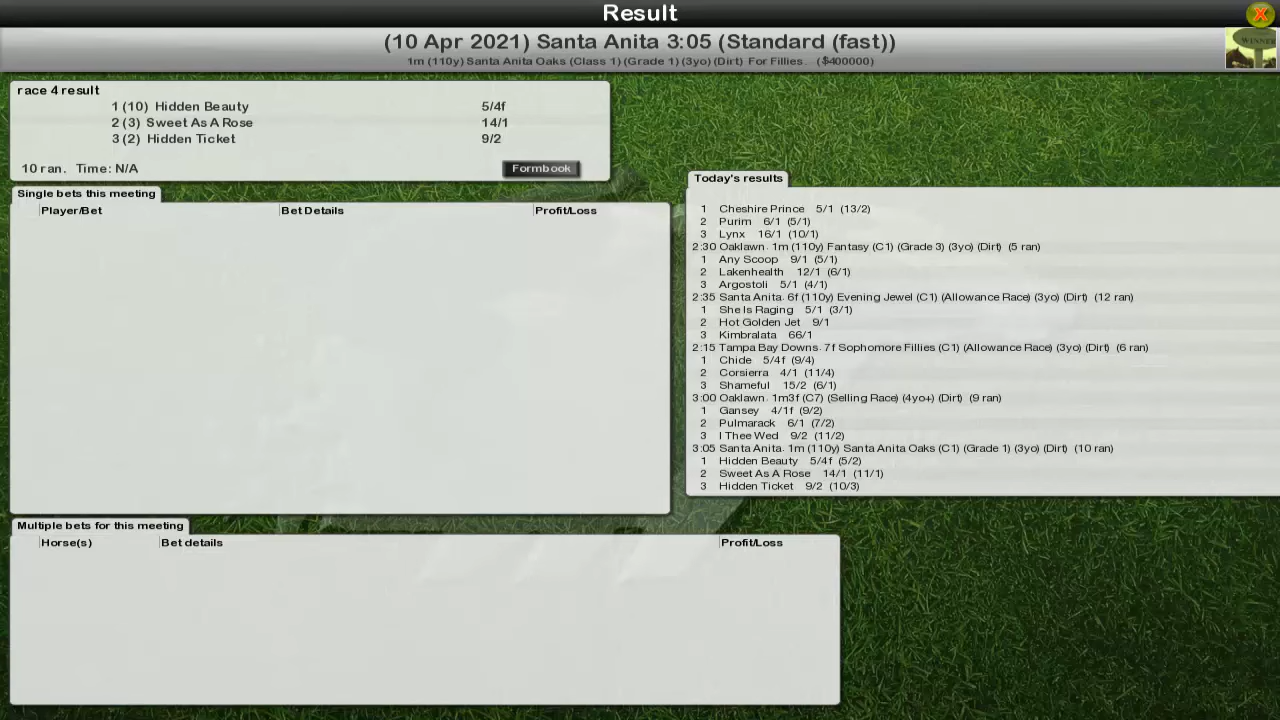 Result
(10 Apr 2021) Santa Anita 3:05 (Standard (fast))
1m (110y) Santa Anita Oaks (Class 1) (Grade 1) (3yo) (Dirt) For Fillies. ($400000)
WINNER
race 4 result
1 (10) Hidden Beauty 5/4f
2 (3) Sweet As A Rose 14/1
3 (2) Hidden Ticket 9/2
10 ran. Time: N/A
Formbook
Single bets this meeting
Player/Bet Bet Details Profit/Loss
Today's results
1 Cheshire Prince 5/1 (13/2)
2 Purim 6/1 (5/1)
3 Lynx 16/1 (10/1)
2:30 Oaklawn. 1m (110y) Fantasy (C1) (Grade 3) (3yo) (Dirt) (5 ran)
1 Any Scoop 9/1 (5/1)
2 Lakenhealth 12/1 (6/1)
3 Argostoli 5/1 (4/1)
2:35 Santa Anita. 6f (110y) Evening Jewel (C1) (Allowance Race) (3yo) (Dirt) (12 ran)
1 She Is Raging 5/1 (3/1)
2 Hot Golden Jet 9/1
3 Kimbralata 66/1
2:15 Tampa Bay Downs. 7f Sophomore Fillies (C1) (Allowance Race) (3yo) (Dirt) (6 ran)
1 Chide 5/4f (9/4)
2 Corsierra 4/1 (11/4)
3 Shameful 15/2 (6/1)
3:00 Oaklawn. 1m3f (C7) (Selling Race) (4yo+) (Dirt) (9 ran)
1 Gansey 4/1f (9/2)
2 Pulmarack 6/1 (7/2)
3 I Thee Wed 9/2 (11/2)
3:05 Santa Anita. 1m (110y) Santa Anita Oaks (C1) (Grade 1) (3yo) (Dirt) (10 ran)
1 Hidden Beauty 5/4f (5/2)
2 Sweet As A Rose 14/1 (11/1)
3 Hidden Ticket 9/2 (10/3)
Multiple bets for this meeting
Horse(s) Bet details Profit/Loss